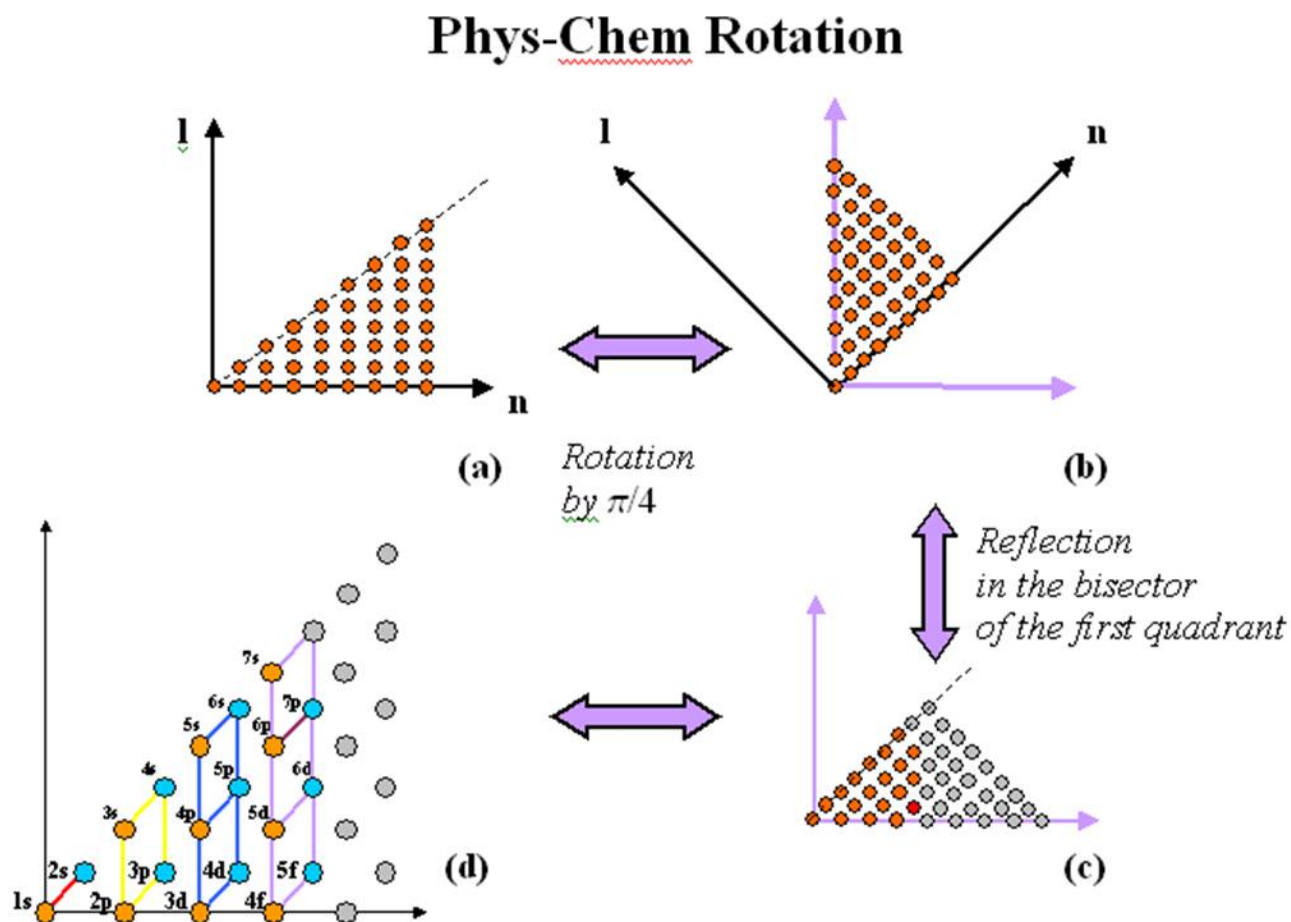 Phys-Chem Rotation
l
n
(a)
l
n
(b)
Rotation
by π/4
Reflection
in the bisector
of the first quadrant
7s
6s
7p
5s
6p
4s
5p
6d
3s
4p
5d
2s
3p
4d
5f
1s
2p
3d
4f
(d)
(c)